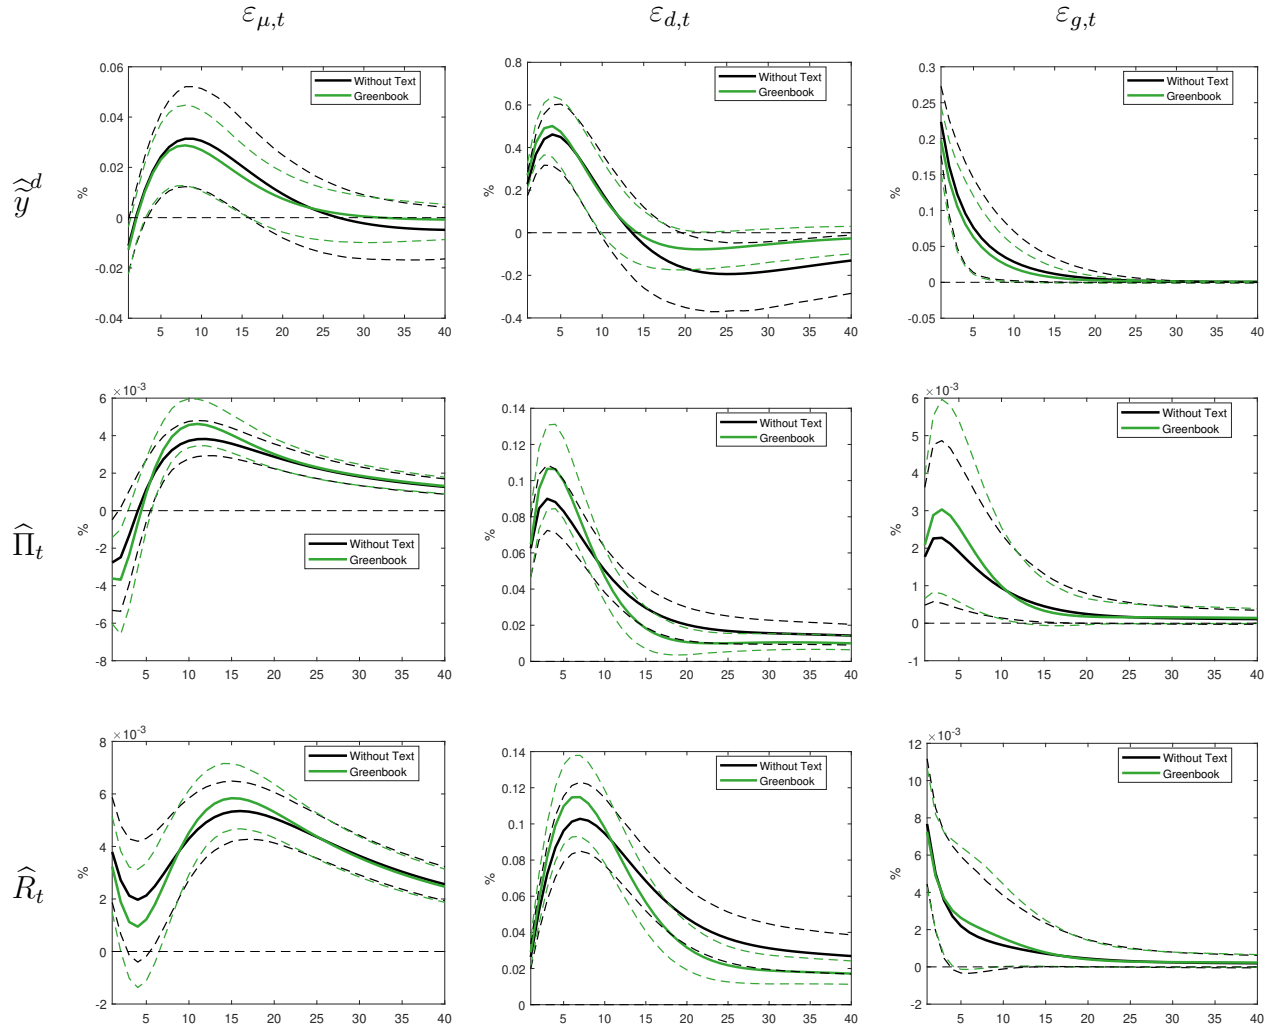 ε_{μ,t} ε_{d,t} ε_{g,t}
0.06 0.04 0.02 0 -0.02 -0.04
%
Without Text
Greenbook
5 10 15 20 25 30 35 40
0.8 0.6 0.4 0.2 0 -0.2 -0.4
%
Without Text
Greenbook
5 10 15 20 25 30 35 40
0.3 0.25 0.2 0.15 0.1 0.05 0 -0.05
%
Without Text
Greenbook
5 10 15 20 25 30 35 40
\widehat{\widetilde{y}}^d
×10^{-3}
6 4 2 0 -2 -4 -6 -8
%
Without Text
Greenbook
5 10 15 20 25 30 35 40
0.14 0.12 0.1 0.08 0.06 0.04 0.02 0
%
Without Text
Greenbook
5 10 15 20 25 30 35 40
×10^{-3}
6 5 4 3 2 1 0 -1
%
Without Text
Greenbook
5 10 15 20 25 30 35 40
\widehat{Π}_t
×10^{-3}
8 6 4 2 0 -2
%
Without Text
Greenbook
5 10 15 20 25 30 35 40
0.14 0.12 0.1 0.08 0.06 0.04 0.02 0
%
Without Text
Greenbook
5 10 15 20 25 30 35 40
×10^{-3}
12 10 8 6 4 2 0 -2
%
Without Text
Greenbook
5 10 15 20 25 30 35 40
\widehat{R}_t